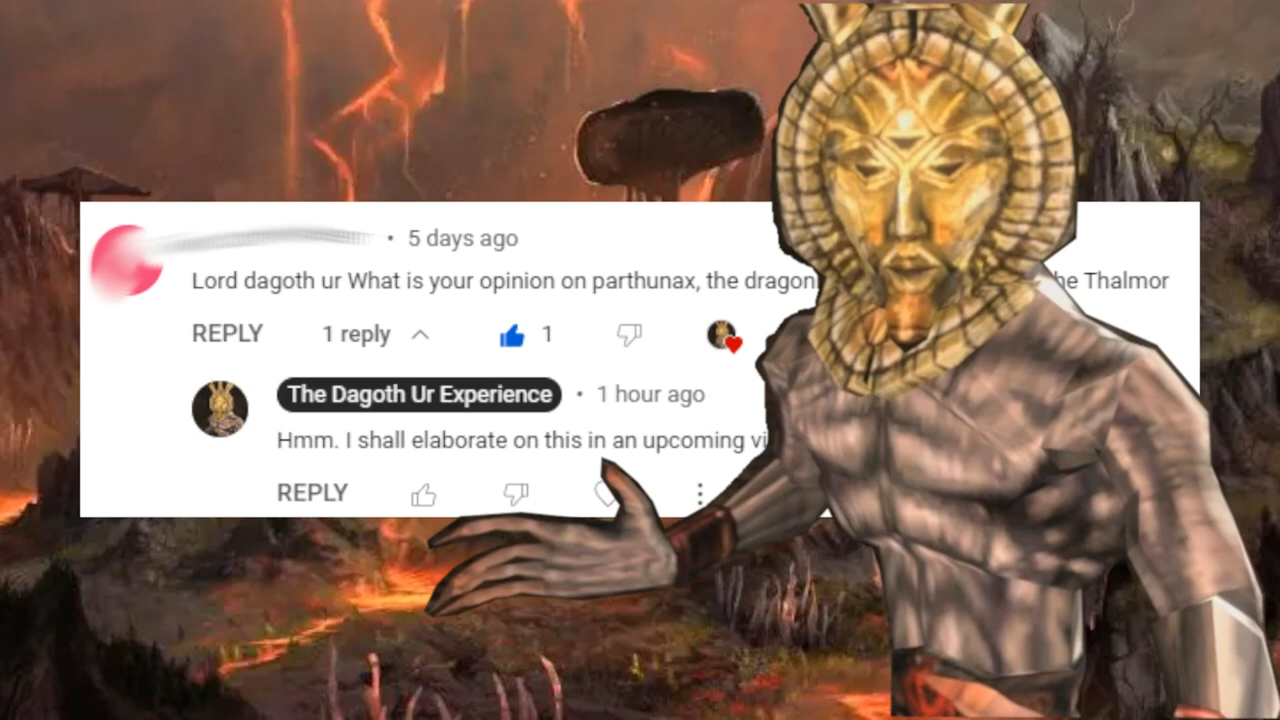 • 5 days ago
Lord dagoth ur What is your opinion on parthunax, the dragon he Thalmor
REPLY 1 reply 1
The Dagoth Ur Experience • 1 hour ago
Hmm. I shall elaborate on this in an upcoming vi
REPLY